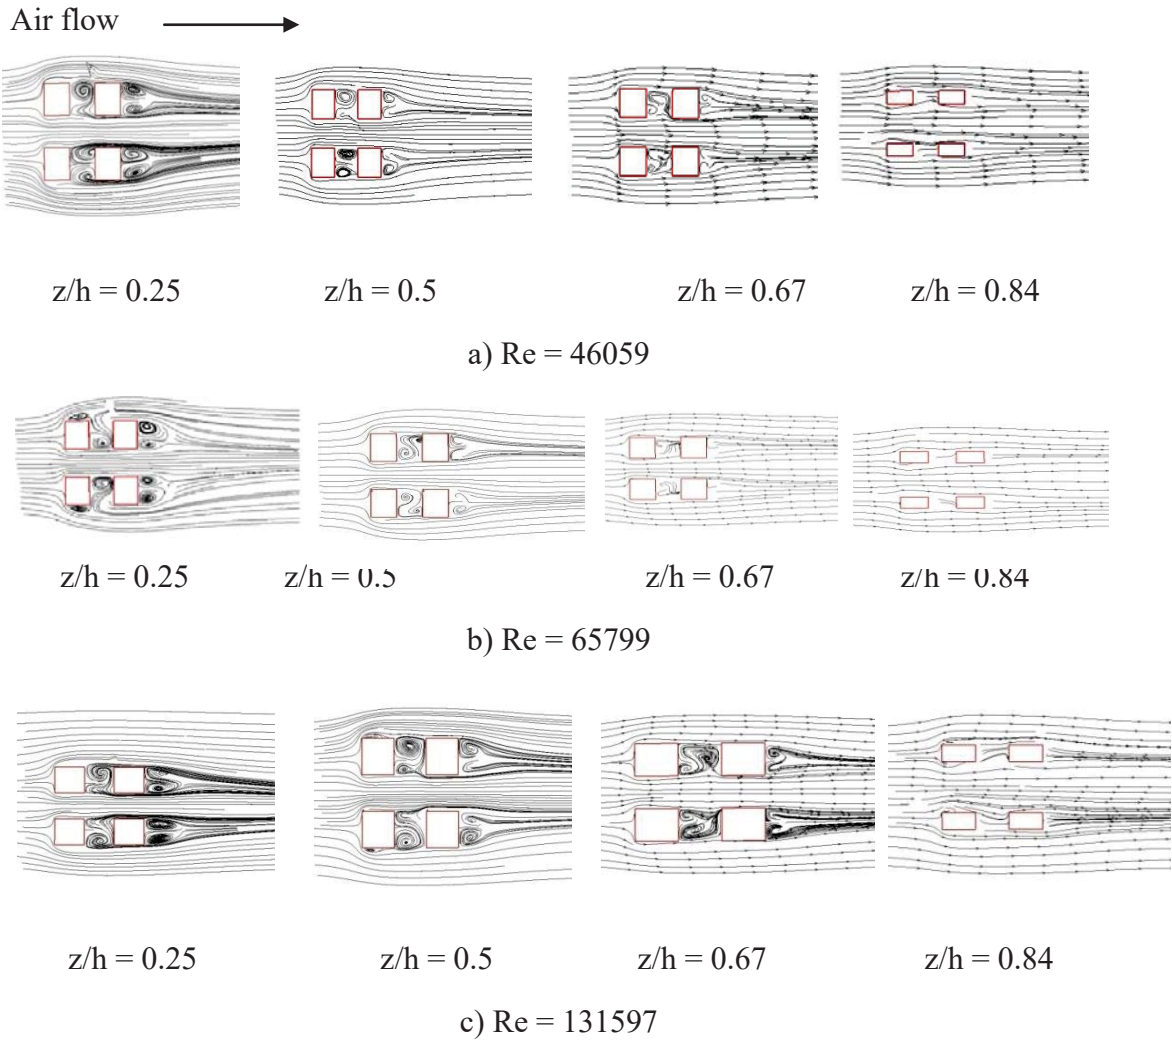 Air flow
z/h = 0.25 z/h = 0.5 z/h = 0.67 z/h = 0.84
a) Re = 46059
z/h = 0.25 z/h = 0.5 z/h = 0.67 z/h = 0.84
b) Re = 65799
z/h = 0.25 z/h = 0.5 z/h = 0.67 z/h = 0.84
c) Re = 131597